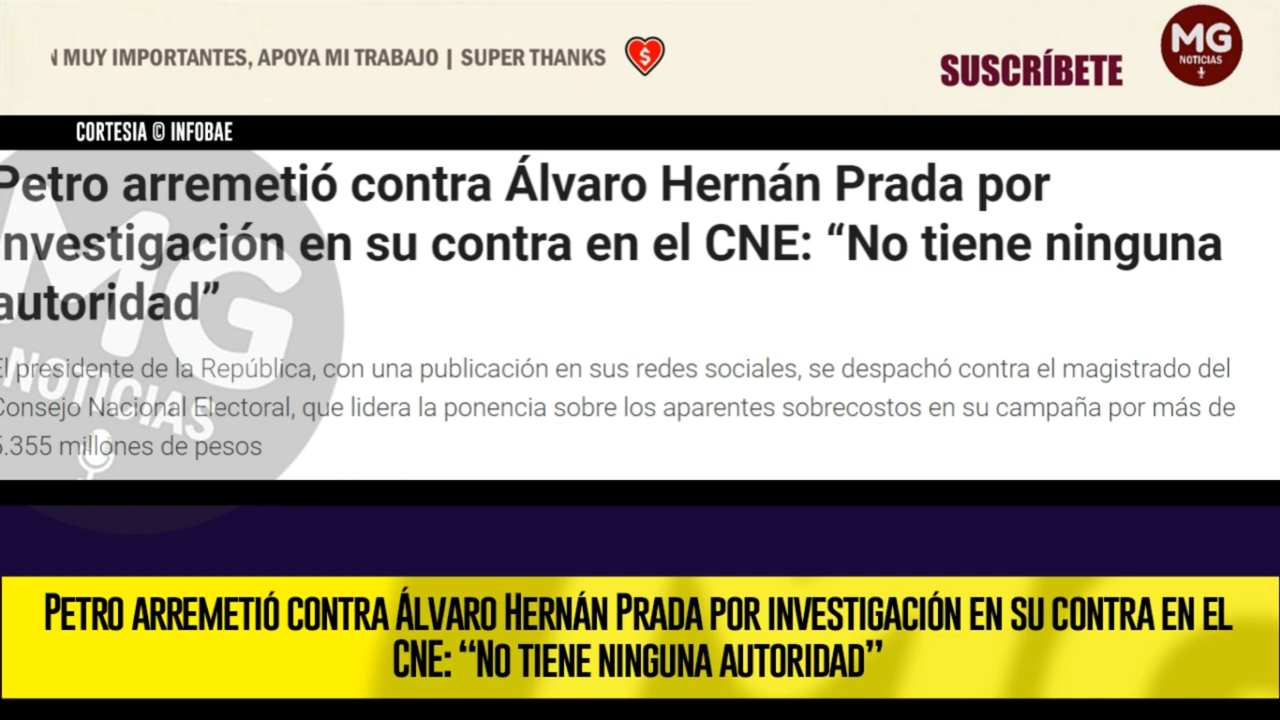 MUY IMPORTANTES, APOYA MI TRABAJO | SUPER THANKS
$
SUSCRÍBETE
MG
NOTICIAS
CORTESIA © INFOBAE
Petro arremetió contra Álvaro Hernán Prada por
investigación en su contra en el CNE: “No tiene ninguna
autoridad”
El presidente de la República, con una publicación en sus redes sociales, se despachó contra el magistrado del
Consejo Nacional Electoral, que lidera la ponencia sobre los aparentes sobrecostos en su campaña por más de
5.355 millones de pesos
MG
NOTICIAS
PETRO ARREMETIÓ CONTRA ÁLVARO HERNÁN PRADA POR INVESTIGACIÓN EN SU CONTRA EN EL
CNE: “NO TIENE NINGUNA AUTORIDAD”